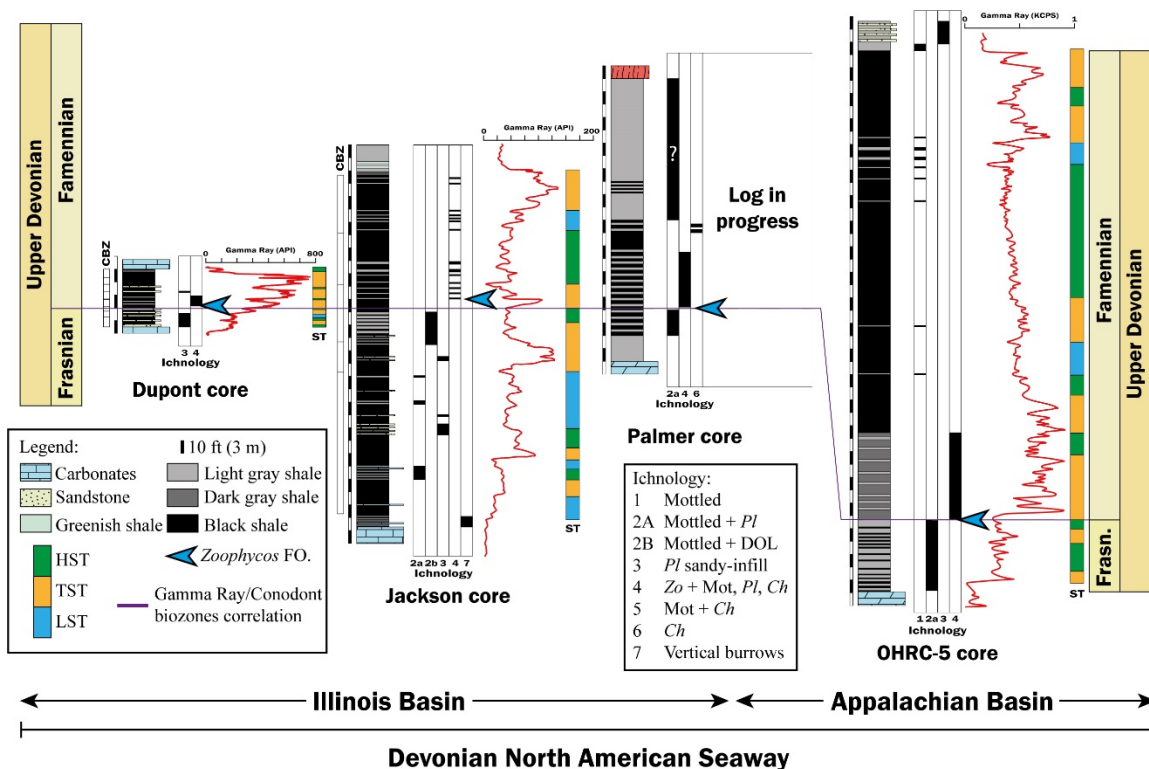 Upper Devonian
Famennian
Frasnian
CBZ
0
Gamma Ray (API)
800
3 4
Ichnology
ST
Dupont core
CBZ
0
Gamma Ray (API)
200
2a 2b 3 4 7
Ichnology
ST
Jackson core
?
Log in
progress
2a 4 6
Ichnology
Palmer core
0
Gamma Ray (KCPS)
1
1 2a 3 4
Ichnology
ST
OHRC-5 core
Famennian
Frasn.
Upper Devonian
Legend:
10 ft (3 m)
Carbonates
Light gray shale
Sandstone
Dark gray shale
Greenish shale
Black shale
HST
Zoophycos FO.
TST
Gamma Ray/Conodont
biozones correlation
LST
Ichnology:
1 Mottled
2A Mottled + Pl
2B Mottled + DOL
3 Pl sandy-infill
4 Zo + Mot, Pl, Ch
5 Mot + Ch
6 Ch
7 Vertical burrows
Illinois Basin
Appalachian Basin
Devonian North American Seaway